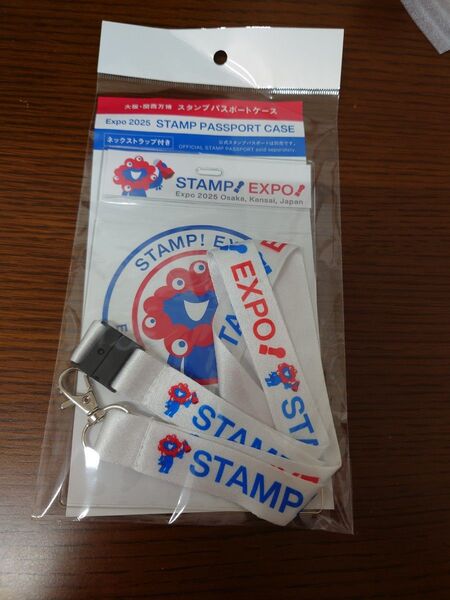 大阪・関西万博 スタンプパスポートケース
Expo 2025 STAMP PASSPORT CASE
ネックストラップ付き
公式スタンプパスポートは別売です。
OFFICIAL STAMP PASSPORT sold separately.
STAMP! EXPO!
Expo 2025 Osaka, Kansai, Japan
STAMP! EX
EXPO!
STA
STAMP
STAMP